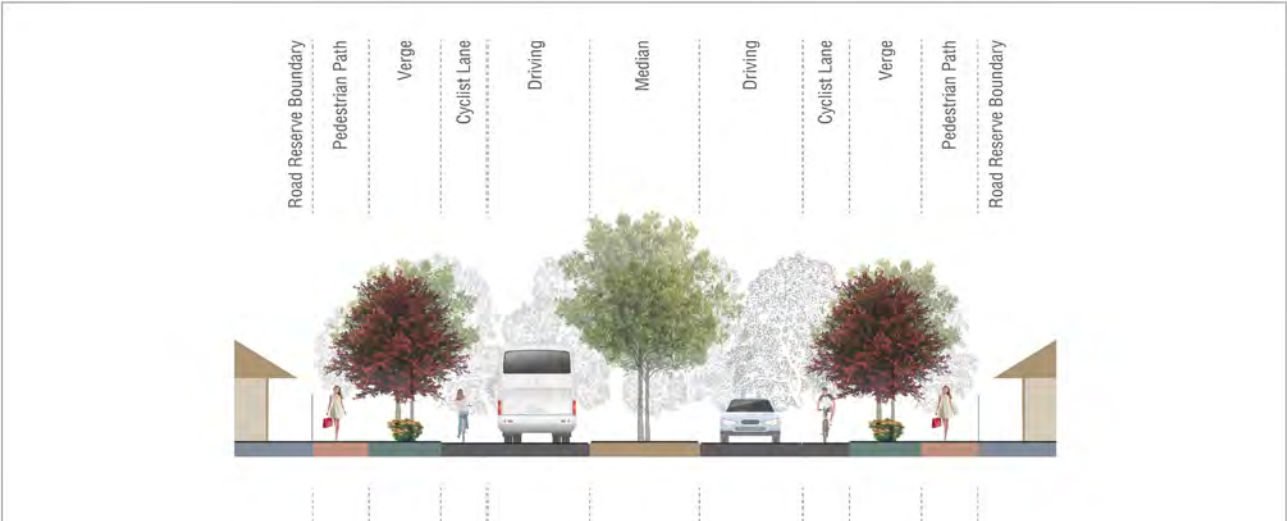 Road Reserve Boundary
Pedestrian Path
Verge
Cyclist Lane
Driving
Median
Driving
Cyclist Lane
Verge
Pedestrian Path
Road Reserve Boundary